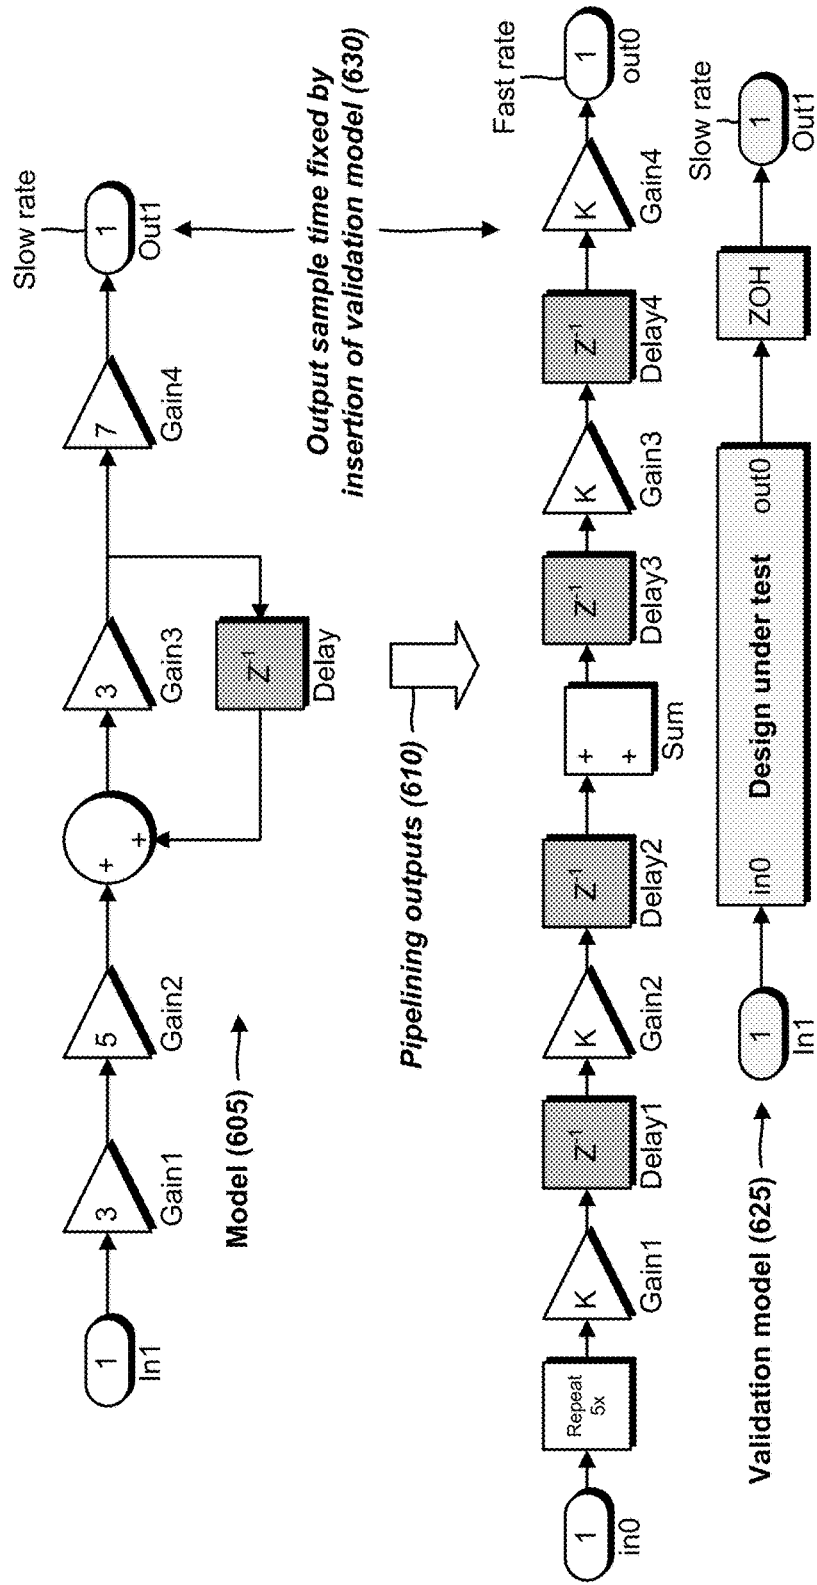 Slow rate
1
In1
3
Gain1
5
Gain2
+
+
3
Gain3
Z-1
Delay
7
Gain4
1
Out1
Model (605)
Output sample time fixed by
insertion of validation model (630)
Pipelining outputs (610)
Fast rate
1
in0
Repeat
5x
K
Gain1
Z-1
Delay1
K
Gain2
Z-1
Delay2
+
+
Sum
Z-1
Delay3
K
Gain3
Z-1
Delay4
K
Gain4
1
out0
Slow rate
Validation model (625)
1
In1
in0
Design under test
out0
ZOH
1
Out1